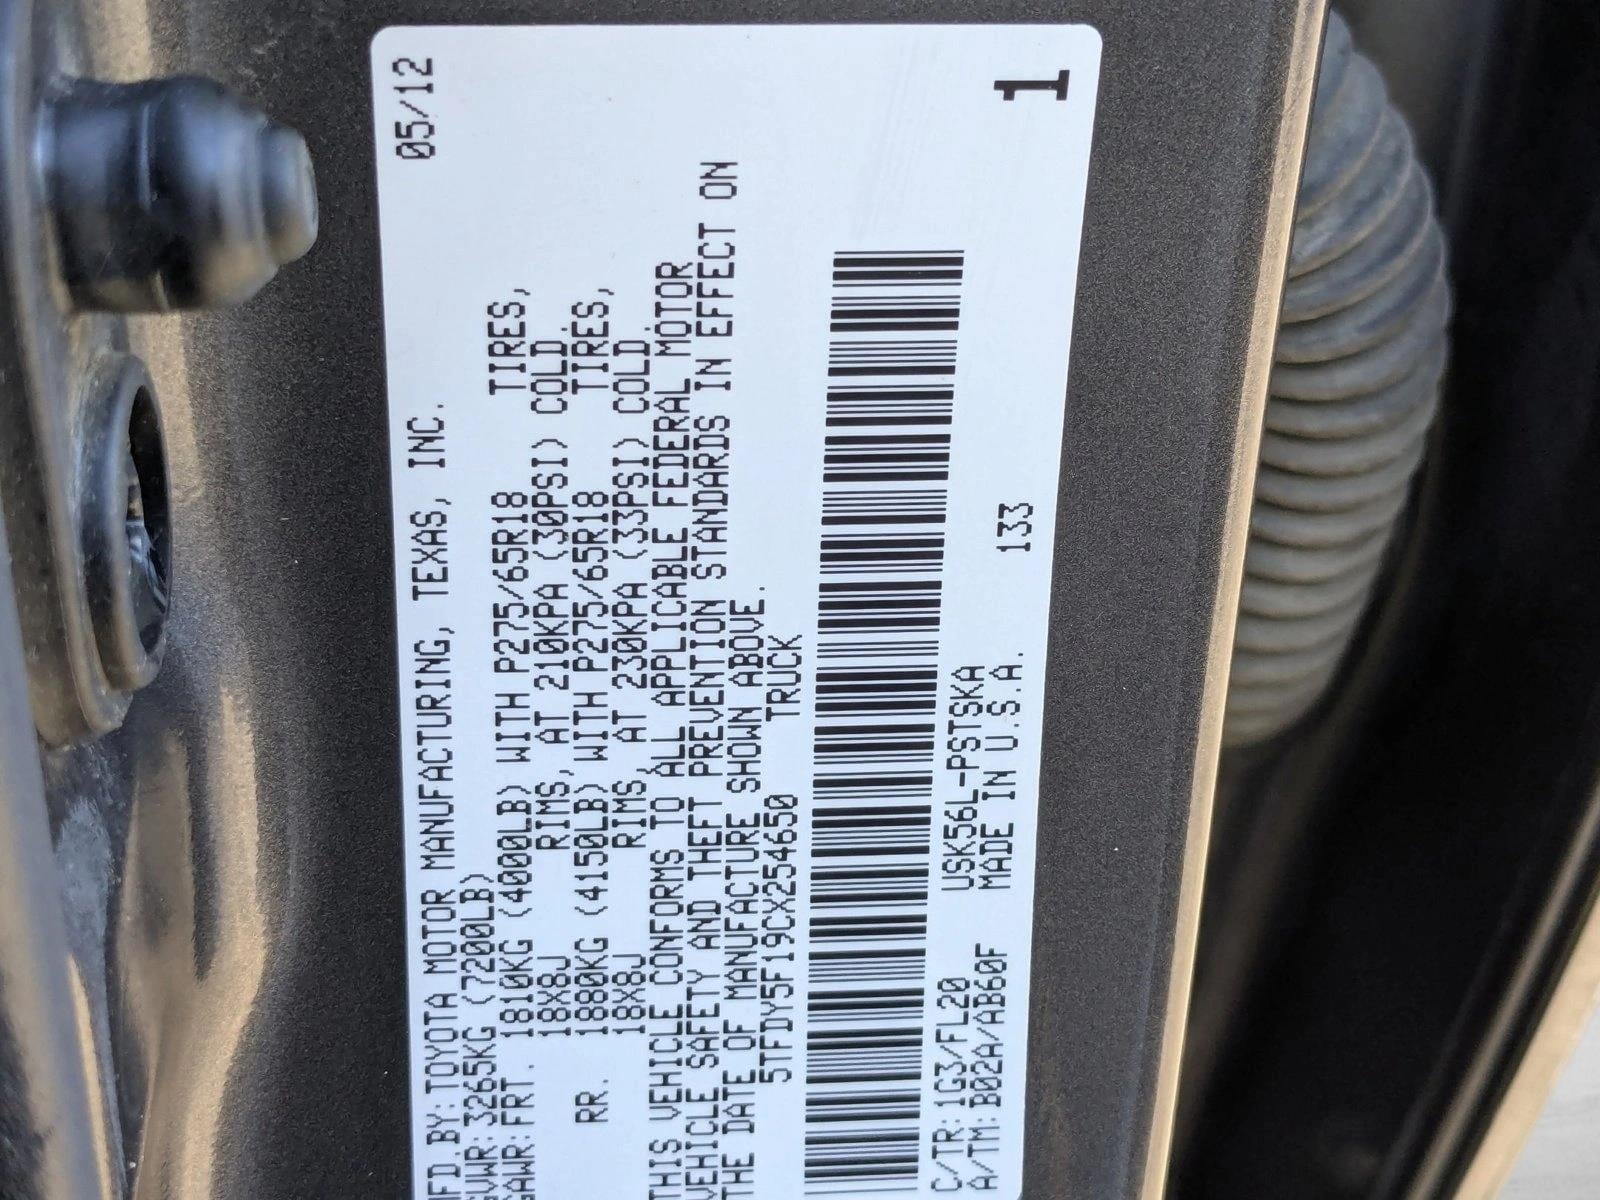 MFD.BY:TOYOTA MOTOR MANUFACTURING, TEXAS, INC. 05/12
GVWR:3265KG (7200LB)
GAWR:FRT. 1810KG (4000LB) WITH P275/65R18 TIRES,
18X8J RIMS, AT 210KPA (30PSI) COLD.
RR. 1880KG (4150LB) WITH P275/65R18 TIRES,
18X8J RIMS, AT 230KPA (33PSI) COLD.
THIS VEHICLE CONFORMS TO ALL APPLICABLE FEDERAL MOTOR
VEHICLE SAFETY AND THEFT PREVENTION STANDARDS IN EFFECT ON
THE DATE OF MANUFACTURE SHOWN ABOVE.
5TFDY5F19CX254650 TRUCK
C/TR:1G3/FL20 USK56L-PSTSKA
A/TM:B02A/AB60F MADE IN U.S.A. 133 1